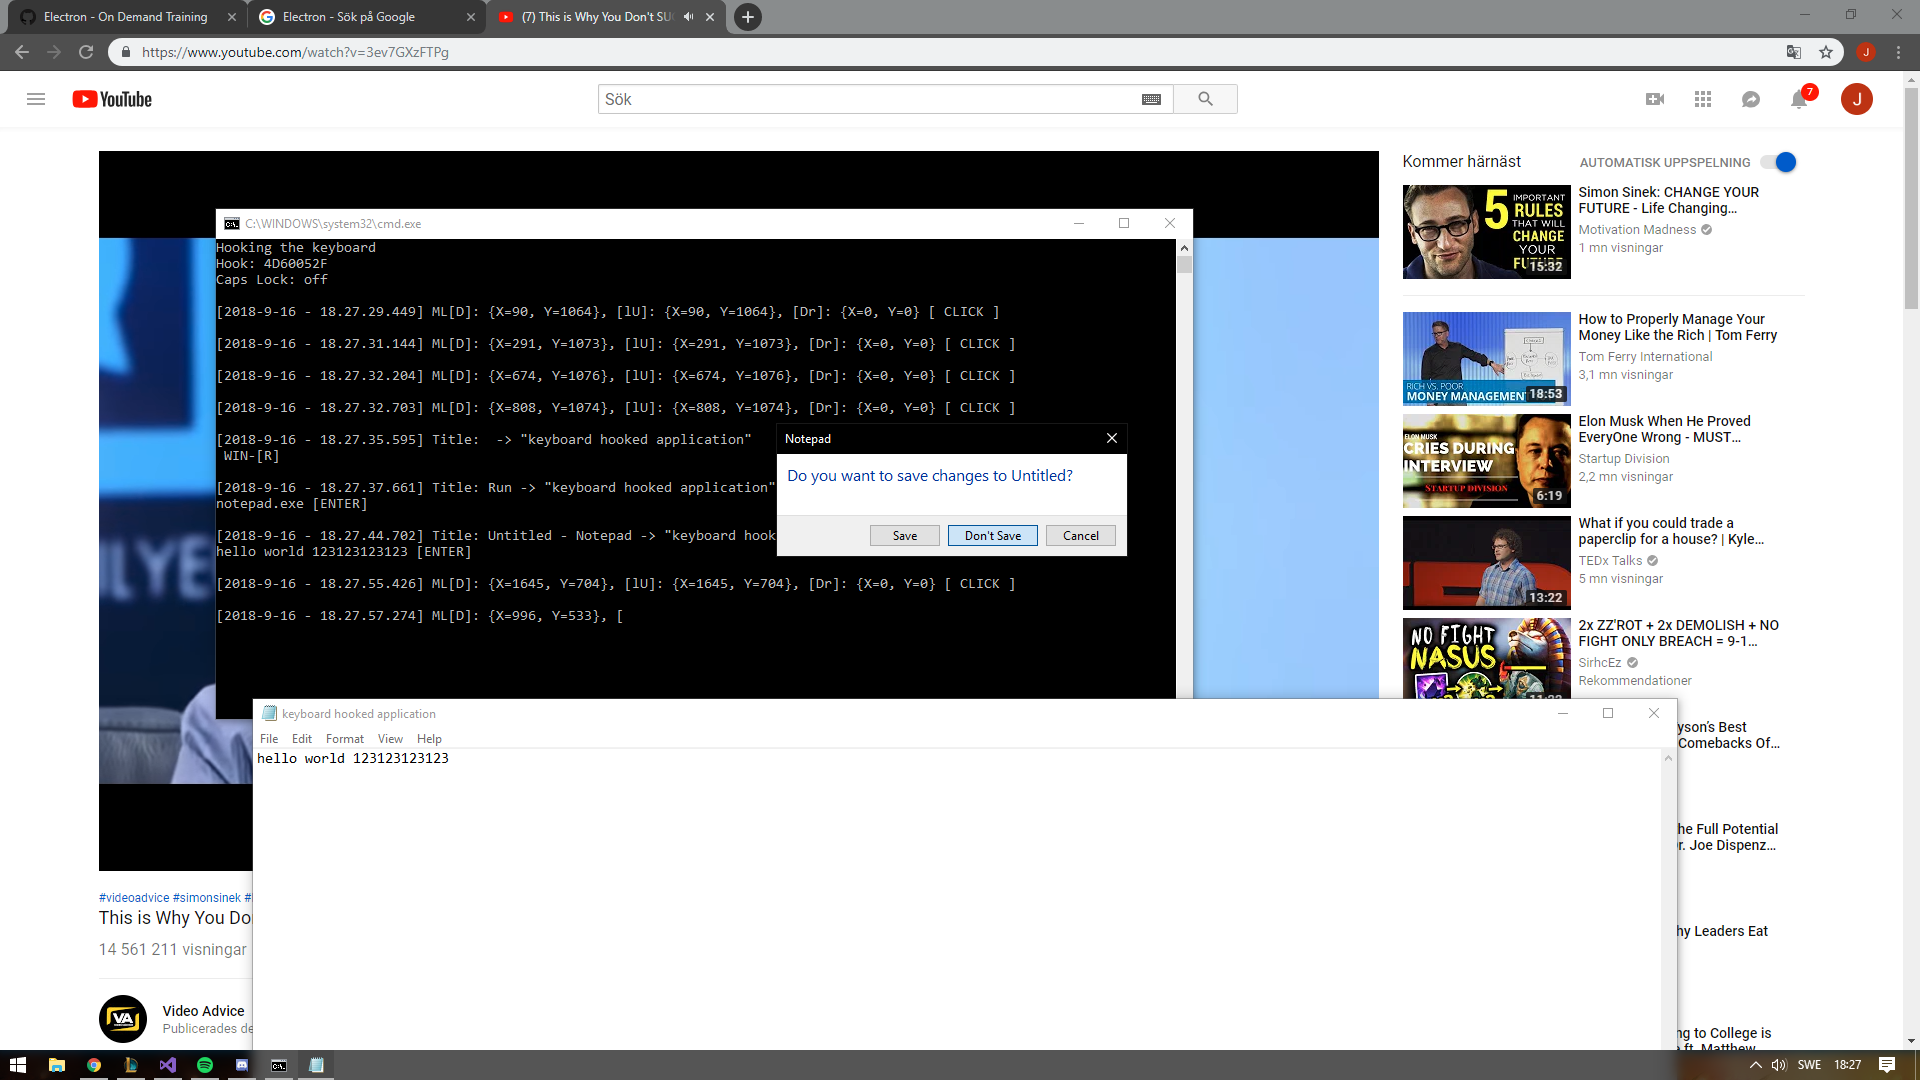 Electron - On Demand Training
Electron - Sök på Google
(7) This is Why You Don't SU
https://www.youtube.com/watch?v=3ev7GXzFTPg
J
YouTube
Sök
7
J
Kommer härnäst
AUTOMATISK UPPSPELNING
5 IMPORTANT RULES THAT WILL CHANGE YOUR FUTURE
15:32
Simon Sinek: CHANGE YOUR
FUTURE - Life Changing...
Motivation Madness
1 mn visningar
RICH VS. POOR
MONEY MANAGEMENT
18:53
How to Properly Manage Your
Money Like the Rich | Tom Ferry
Tom Ferry International
3,1 mn visningar
ELON MUSK
CRIES DURING
INTERVIEW
STARTUP DIVISION
6:19
Elon Musk When He Proved
EveryOne Wrong - MUST...
Startup Division
2,2 mn visningar
13:22
What if you could trade a
paperclip for a house? | Kyle...
TEDx Talks
5 mn visningar
NO FIGHT
NASUS
2x ZZ'ROT + 2x DEMOLISH + NO
FIGHT ONLY BREACH = 9-1...
SirhcEz
Rekommendationer
yson's Best
Comebacks Of...
he Full Potential
r. Joe Dispenz...
hy Leaders Eat
ng to College is
ft. Matthew
C:\WINDOWS\system32\cmd.exe
Hooking the keyboard
Hook: 4D60052F
Caps Lock: off
[2018-9-16 - 18.27.29.449] ML[D]: {X=90, Y=1064}, [lU]: {X=90, Y=1064}, [Dr]: {X=0, Y=0} [ CLICK ]
[2018-9-16 - 18.27.31.144] ML[D]: {X=291, Y=1073}, [lU]: {X=291, Y=1073}, [Dr]: {X=0, Y=0} [ CLICK ]
[2018-9-16 - 18.27.32.204] ML[D]: {X=674, Y=1076}, [lU]: {X=674, Y=1076}, [Dr]: {X=0, Y=0} [ CLICK ]
[2018-9-16 - 18.27.32.703] ML[D]: {X=808, Y=1074}, [lU]: {X=808, Y=1074}, [Dr]: {X=0, Y=0} [ CLICK ]
[2018-9-16 - 18.27.35.595] Title:  -> "keyboard hooked application"
WIN-[R]
[2018-9-16 - 18.27.37.661] Title: Run -> "keyboard hooked application"
notepad.exe [ENTER]
[2018-9-16 - 18.27.44.702] Title: Untitled - Notepad -> "keyboard hook
hello world 123123123123 [ENTER]
[2018-9-16 - 18.27.55.426] ML[D]: {X=1645, Y=704}, [lU]: {X=1645, Y=704}, [Dr]: {X=0, Y=0} [ CLICK ]
[2018-9-16 - 18.27.57.274] ML[D]: {X=996, Y=533}, [
Notepad
Do you want to save changes to Untitled?
Save
Don't Save
Cancel
keyboard hooked application
File Edit Format View Help
hello world 123123123123
ILYE
#videoadvice #simonsinek
This is Why You Do
14 561 211 visningar
VA
Video Advice
Publicerades de
SWE 18:27